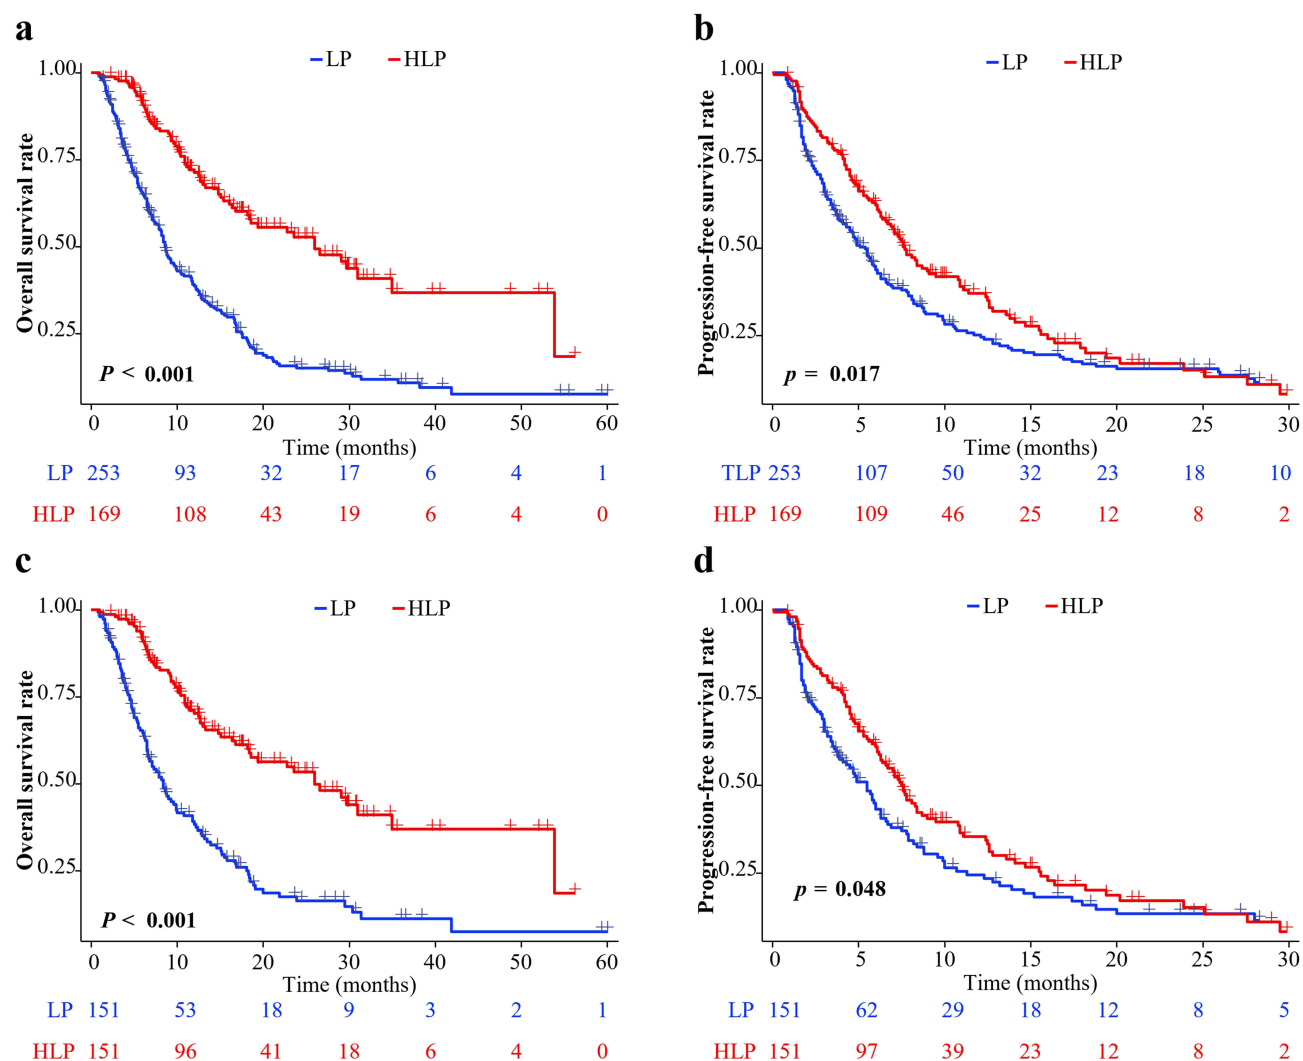 a
LP HLP
Overall survival rate
1.00
0.75
0.50
0.25
P < 0.001
0 10 20 30 40 50 60
Time (months)
LP 253 93 32 17 6 4 1
HLP 169 108 43 19 6 4 0
b
LP HLP
Progression-free survival rate
1.00
0.75
0.50
0.25
p = 0.017
0 5 10 15 20 25 30
Time (months)
TLP 253 107 50 32 23 18 10
HLP 169 109 46 25 12 8 2
c
LP HLP
Overall survival rate
1.00
0.75
0.50
0.25
P < 0.001
0 10 20 30 40 50 60
Time (months)
LP 151 53 18 9 3 2 1
HLP 151 96 41 18 6 4 0
d
LP HLP
Progression-free survival rate
1.00
0.75
0.50
0.25
p = 0.048
0 5 10 15 20 25 30
Time (months)
LP 151 62 29 18 12 8 5
HLP 151 97 39 23 12 8 2